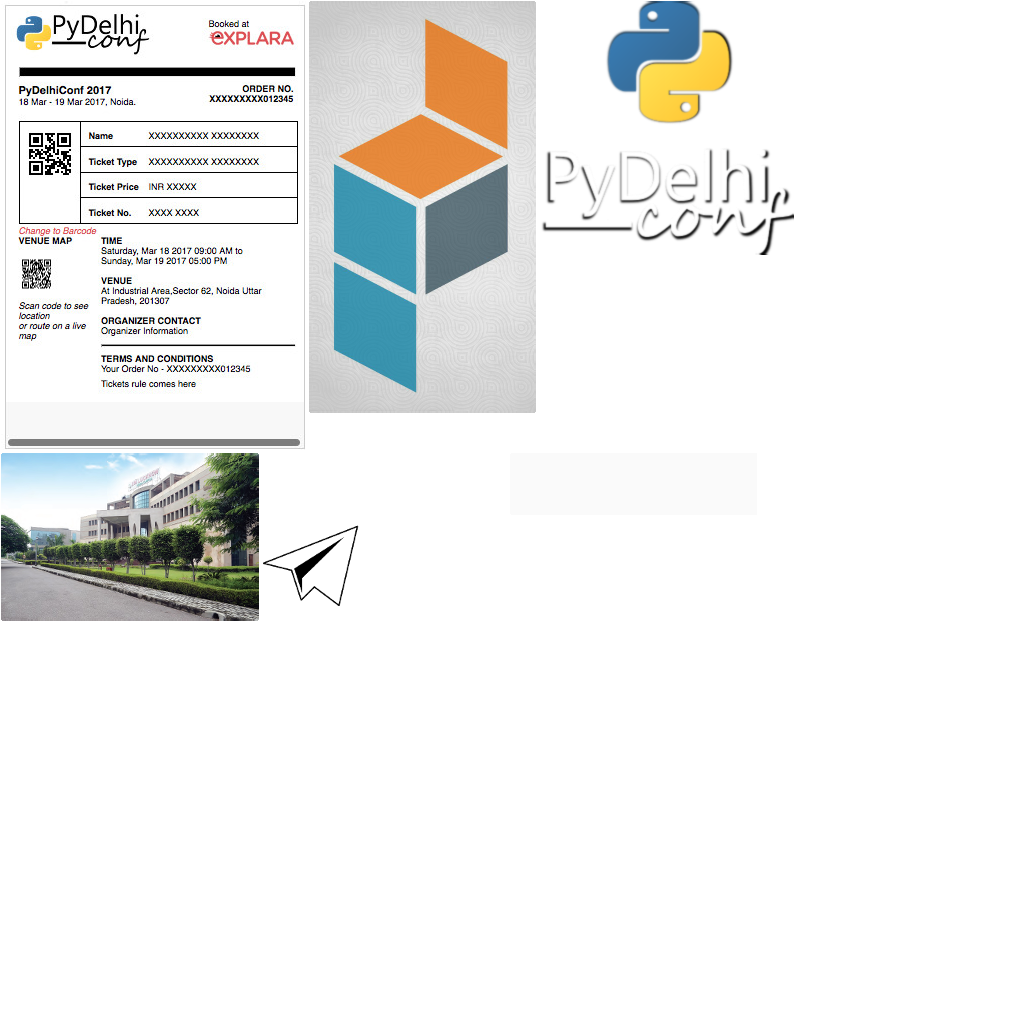 PyDelhi
conf
Booked at
eXPLARA
PyDelhiConf 2017
18 Mar - 19 Mar 2017, Noida.
ORDER NO.
XXXXXXXXX012345
Name XXXXXXXXXX XXXXXXXX
Ticket Type XXXXXXXXXX XXXXXXXX
Ticket Price INR XXXXX
Ticket No. XXXX XXXX
Change to Barcode
VENUE MAP
Scan code to see
location
or route on a live
map
TIME
Saturday, Mar 18 2017 09:00 AM to
Sunday, Mar 19 2017 05:00 PM
VENUE
At Industrial Area,Sector 62, Noida Uttar
Pradesh, 201307
ORGANIZER CONTACT
Organizer Information
TERMS AND CONDITIONS
Your Order No - XXXXXXXXX012345
Tickets rule comes here
PyDelhi
conf